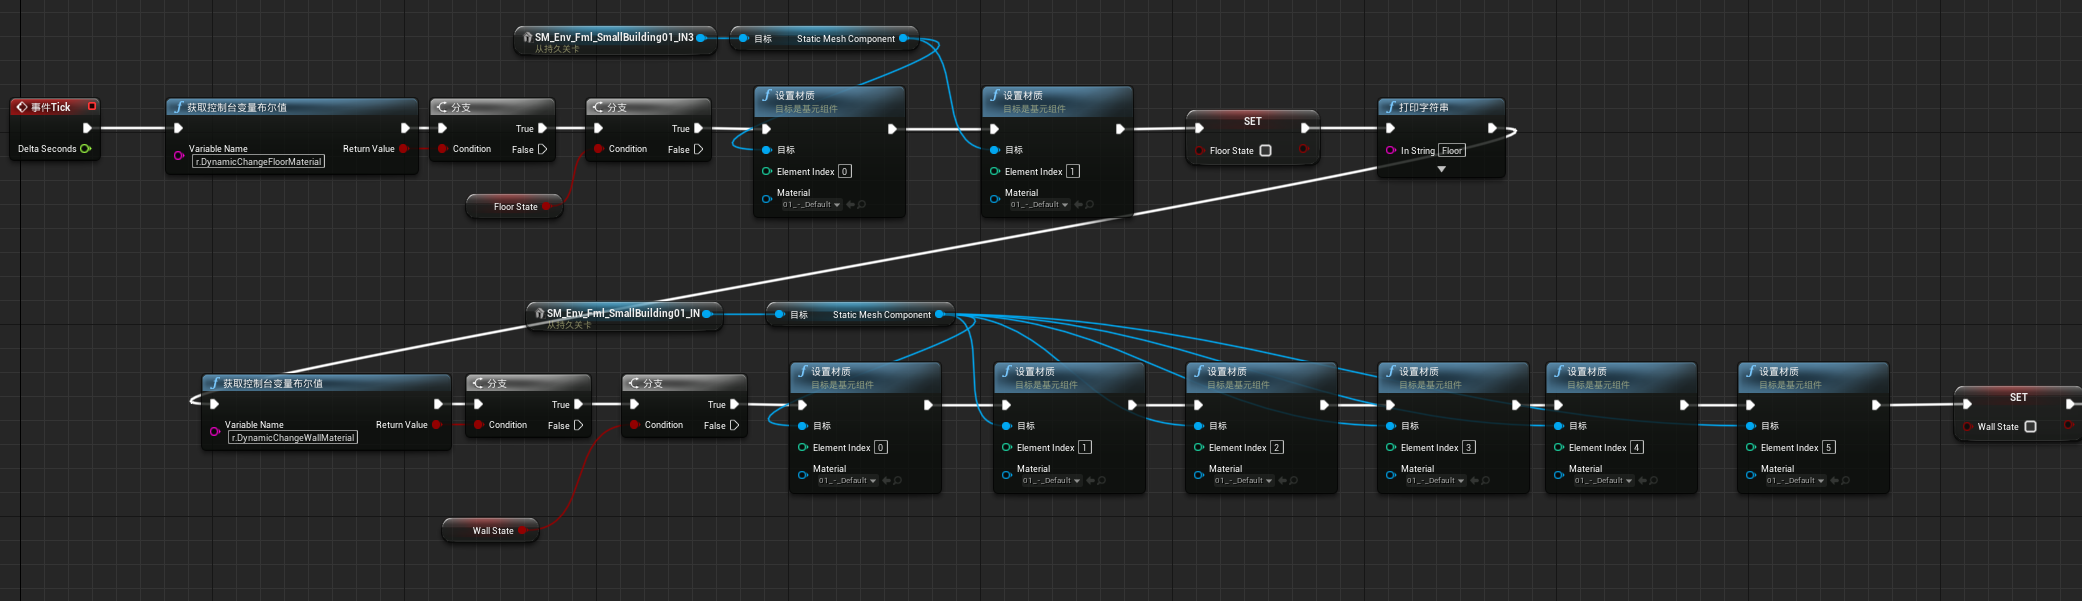 SM_Env_Fml_SmallBuilding01_IN3
从持久关卡
目标 Static Mesh Component
事件Tick
Delta Seconds
获取控制台变量布尔值
Variable Name
r.DynamicChangeFloorMaterial
Return Value
分支
Condition
True
False
分支
Condition
True
False
Floor State
设置材质
目标是基元组件
目标
Element Index 0
Material
01_-_Default
设置材质
目标是基元组件
目标
Element Index 1
Material
01_-_Default
SET
Floor State
打印字符串
In String Floor
SM_Env_Fml_SmallBuilding01_IN
从持久关卡
目标 Static Mesh Component
获取控制台变量布尔值
Variable Name
r.DynamicChangeWallMaterial
Return Value
分支
Condition
True
False
分支
Condition
True
False
Wall State
设置材质
目标是基元组件
目标
Element Index 0
Material
01_-_Default
设置材质
目标是基元组件
目标
Element Index 1
Material
01_-_Default
设置材质
目标是基元组件
目标
Element Index 2
Material
01_-_Default
设置材质
目标是基元组件
目标
Element Index 3
Material
01_-_Default
设置材质
目标是基元组件
目标
Element Index 4
Material
01_-_Default
设置材质
目标是基元组件
目标
Element Index 5
Material
01_-_Default
SET
Wall State